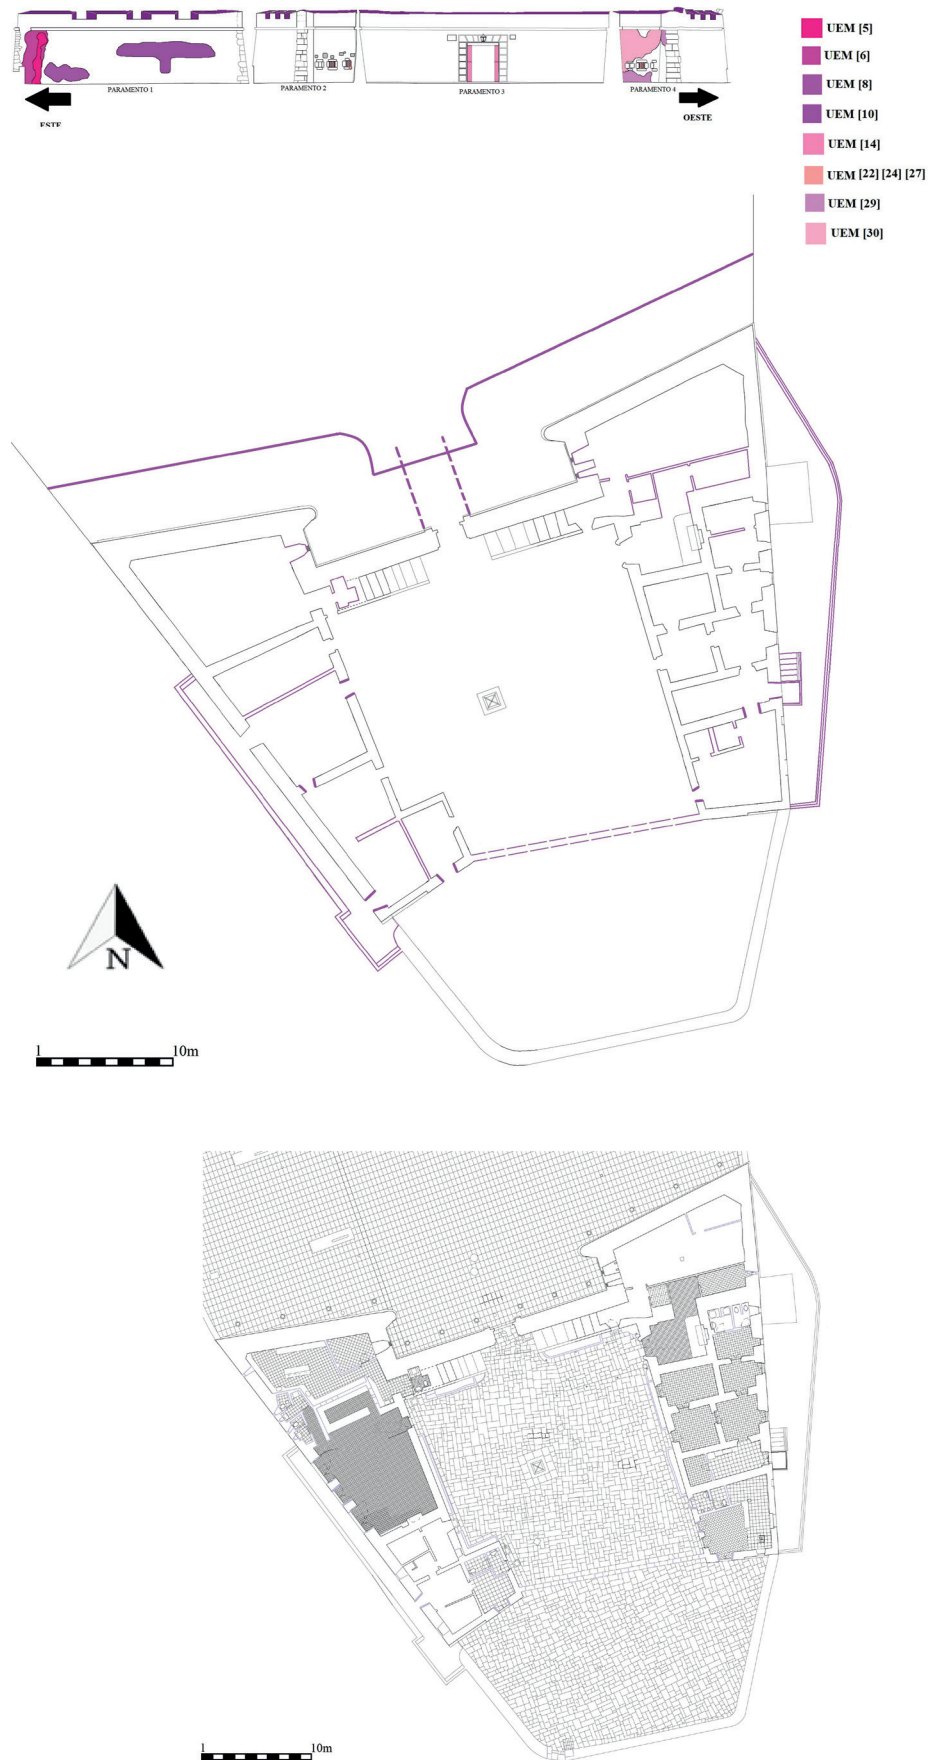 PARAMENTO 1
PARAMENTO 2
PARAMENTO 3
PARAMENTO 4
ESTE
OESTE
UEM [5]
UEM [6]
UEM [8]
UEM [10]
UEM [14]
UEM [22] [24] [27]
UEM [29]
UEM [30]
N
1 10m
1 10m